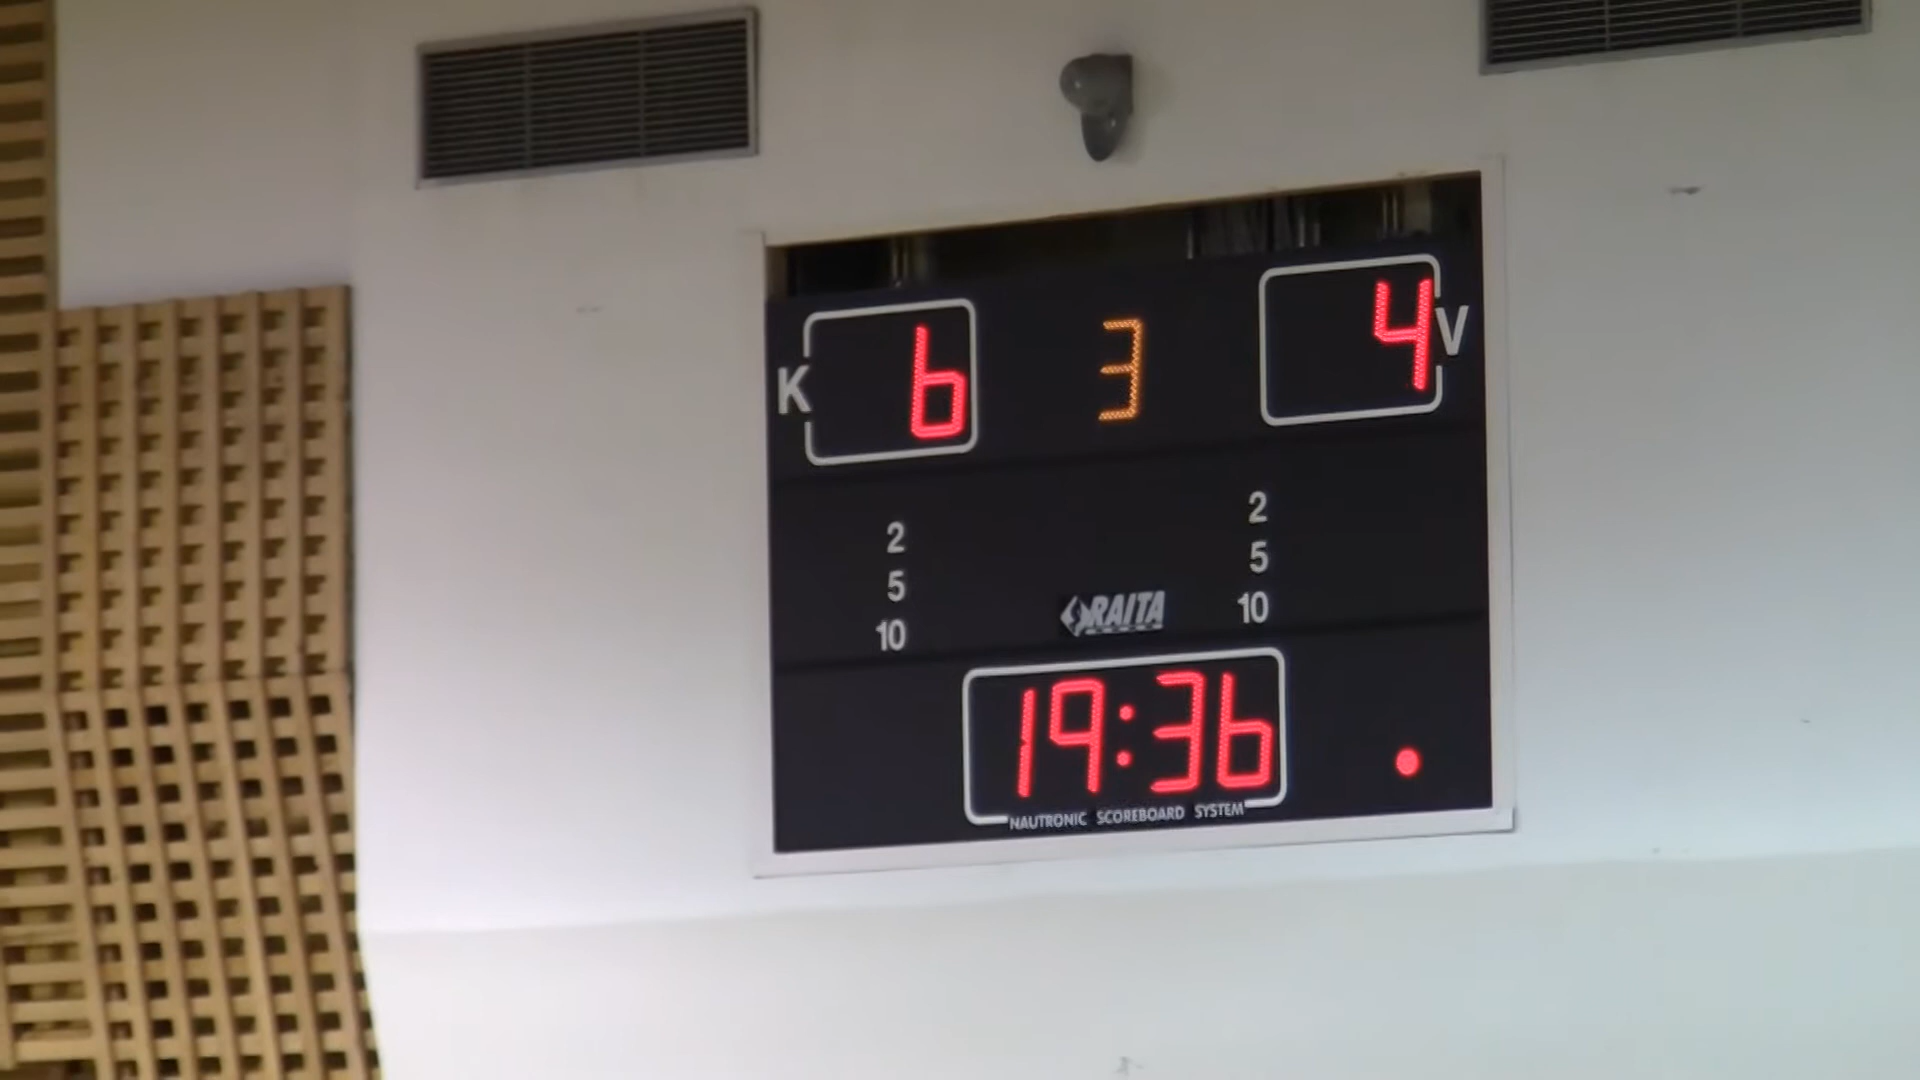 K 6 3 4 V
2 2
5 5
10 RAITA 10
19:36
NAUTRONIC SCOREBOARD SYSTEM